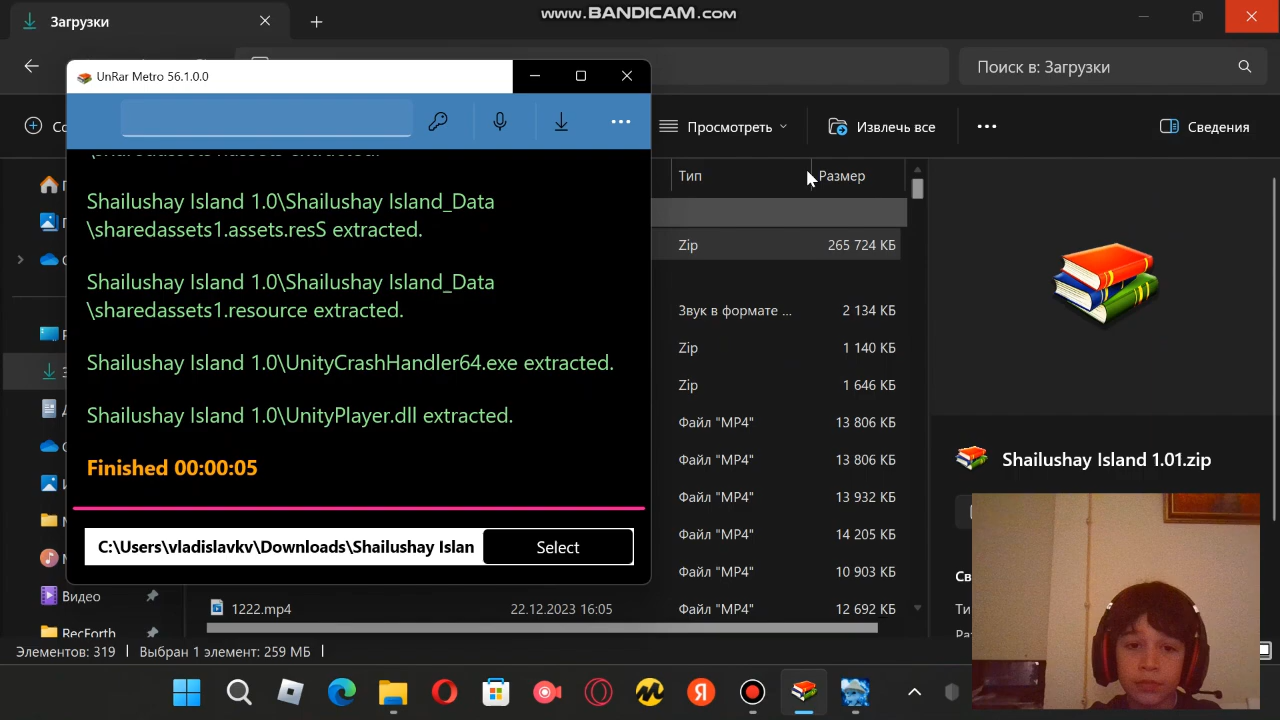 Загрузки
www.BANDICAM.com
UnRar Metro 56.1.0.0
Поиск в: Загрузки
Просмотреть
Извлечь все
Сведения
Тип
Размер
Shailushay Island 1.0\Shailushay Island_Data
\sharedassets1.assets.resS extracted.
Zip
265 724 КБ
Shailushay Island 1.0\Shailushay Island_Data
\sharedassets1.resource extracted.
Звук в формате ...
2 134 КБ
Zip
1 140 КБ
Shailushay Island 1.0\UnityCrashHandler64.exe extracted.
Zip
1 646 КБ
Shailushay Island 1.0\UnityPlayer.dll extracted.
Файл "MP4"
13 806 КБ
Finished 00:00:05
Файл "MP4"
13 806 КБ
Shailushay Island 1.01.zip
Файл "MP4"
13 932 КБ
C:\Users\vladislavkv\Downloads\Shailushay Islan
Select
Файл "MP4"
14 205 КБ
Файл "MP4"
10 903 КБ
Видео
1222.mp4
22.12.2023 16:05
Файл "MP4"
12 692 КБ
RecForth
Элементов: 319
Выбран 1 элемент: 259 МБ